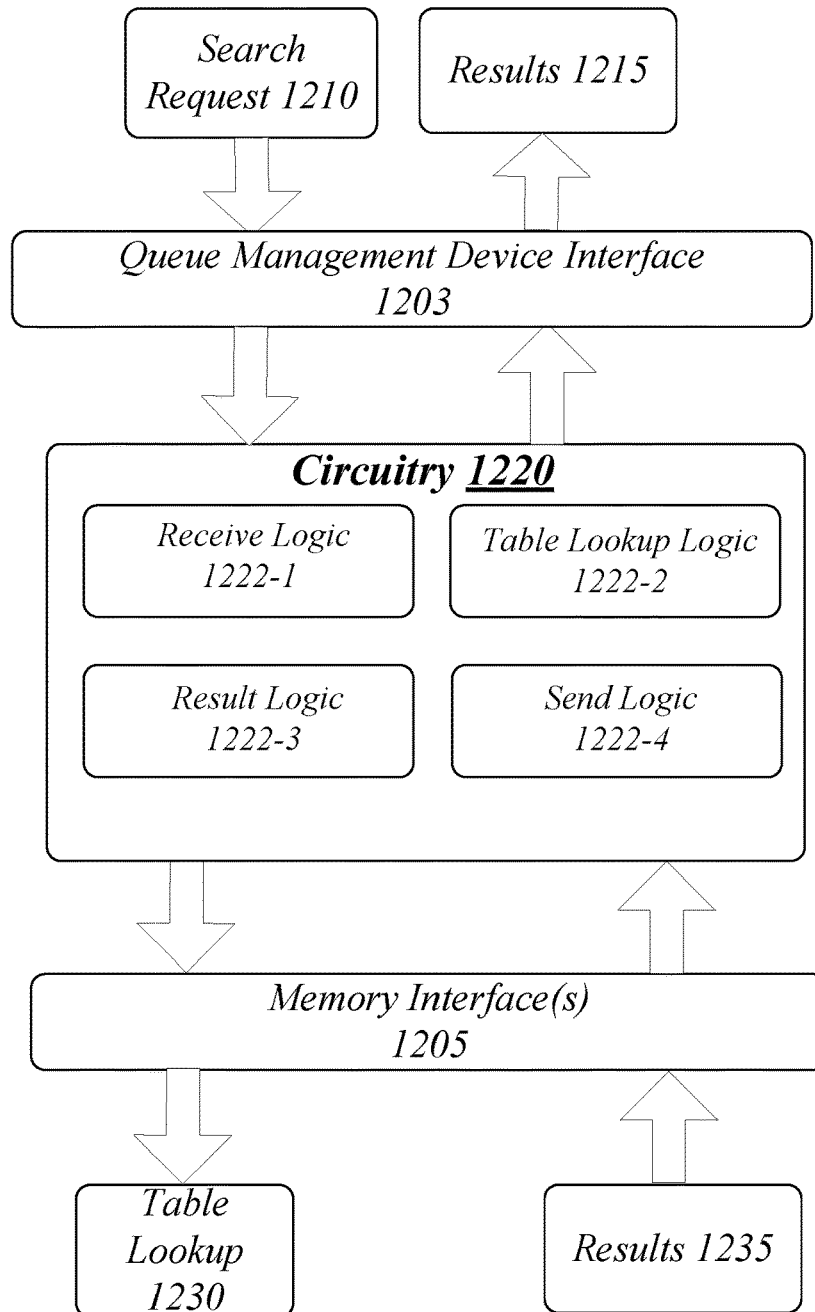 Search
Request 1210
Results 1215
Queue Management Device Interface
1203
Circuitry 1220
Receive Logic
1222-1
Table Lookup Logic
1222-2
Result Logic
1222-3
Send Logic
1222-4
Memory Interface(s)
1205
Table
Lookup
1230
Results 1235